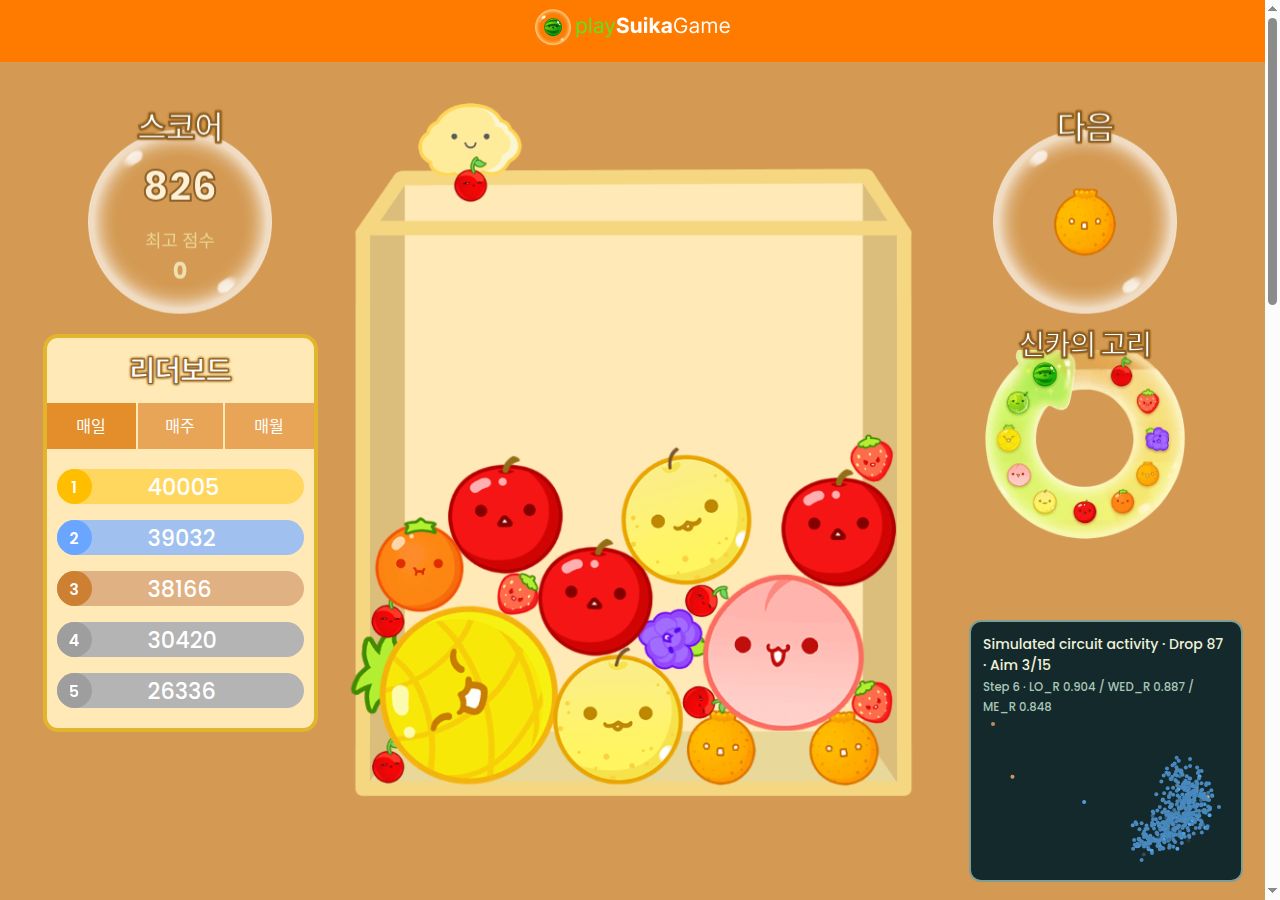 playSuikaGame
스코어
826
최고 점수
0
리더보드
매일 매주 매월
1 40005
2 39032
3 38166
4 30420
5 26336
다음
신카의 고리
Simulated circuit activity · Drop 87
· Aim 3/15
Step 6 · LO_R 0.904 / WED_R 0.887 /
ME_R 0.848